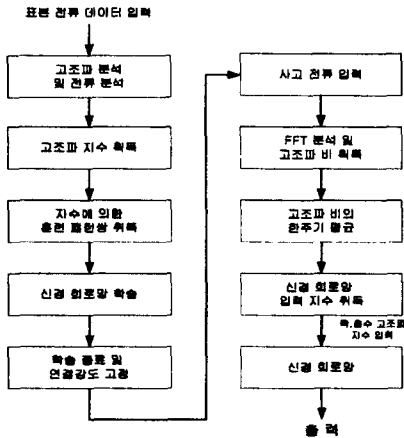 표본 전류 데이터 입력
고조파 분석
및 전류 분석
고조파 지수 취득
지수에 의한
훈련 패턴쌍 취득
신경 회로망 학습
학습 종료 및
연결강도 고정
사고 전류 입력
FFT 분석 및
고조파 비 획득
고조파 비의
한주기 평균
신경 회로망
입력 지수 취득
지수 입력
신경 회로망
출 력